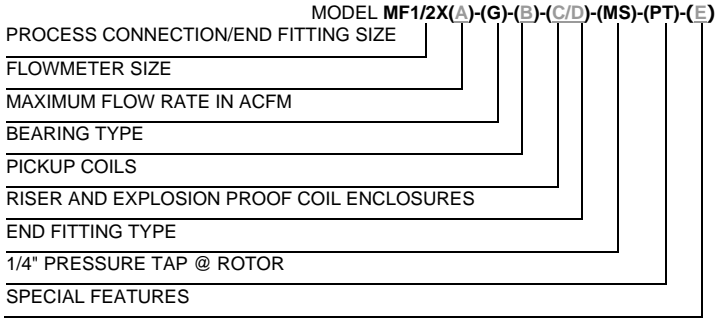 MODEL MF1/2X(A)-(G)-(B)-(C/D)-(MS)-(PT)-(E)
PROCESS CONNECTION/END FITTING SIZE
FLOWMETER SIZE
MAXIMUM FLOW RATE IN ACFM
BEARING TYPE
PICKUP COILS
RISER AND EXPLOSION PROOF COIL ENCLOSURES
END FITTING TYPE
1/4" PRESSURE TAP @ ROTOR
SPECIAL FEATURES